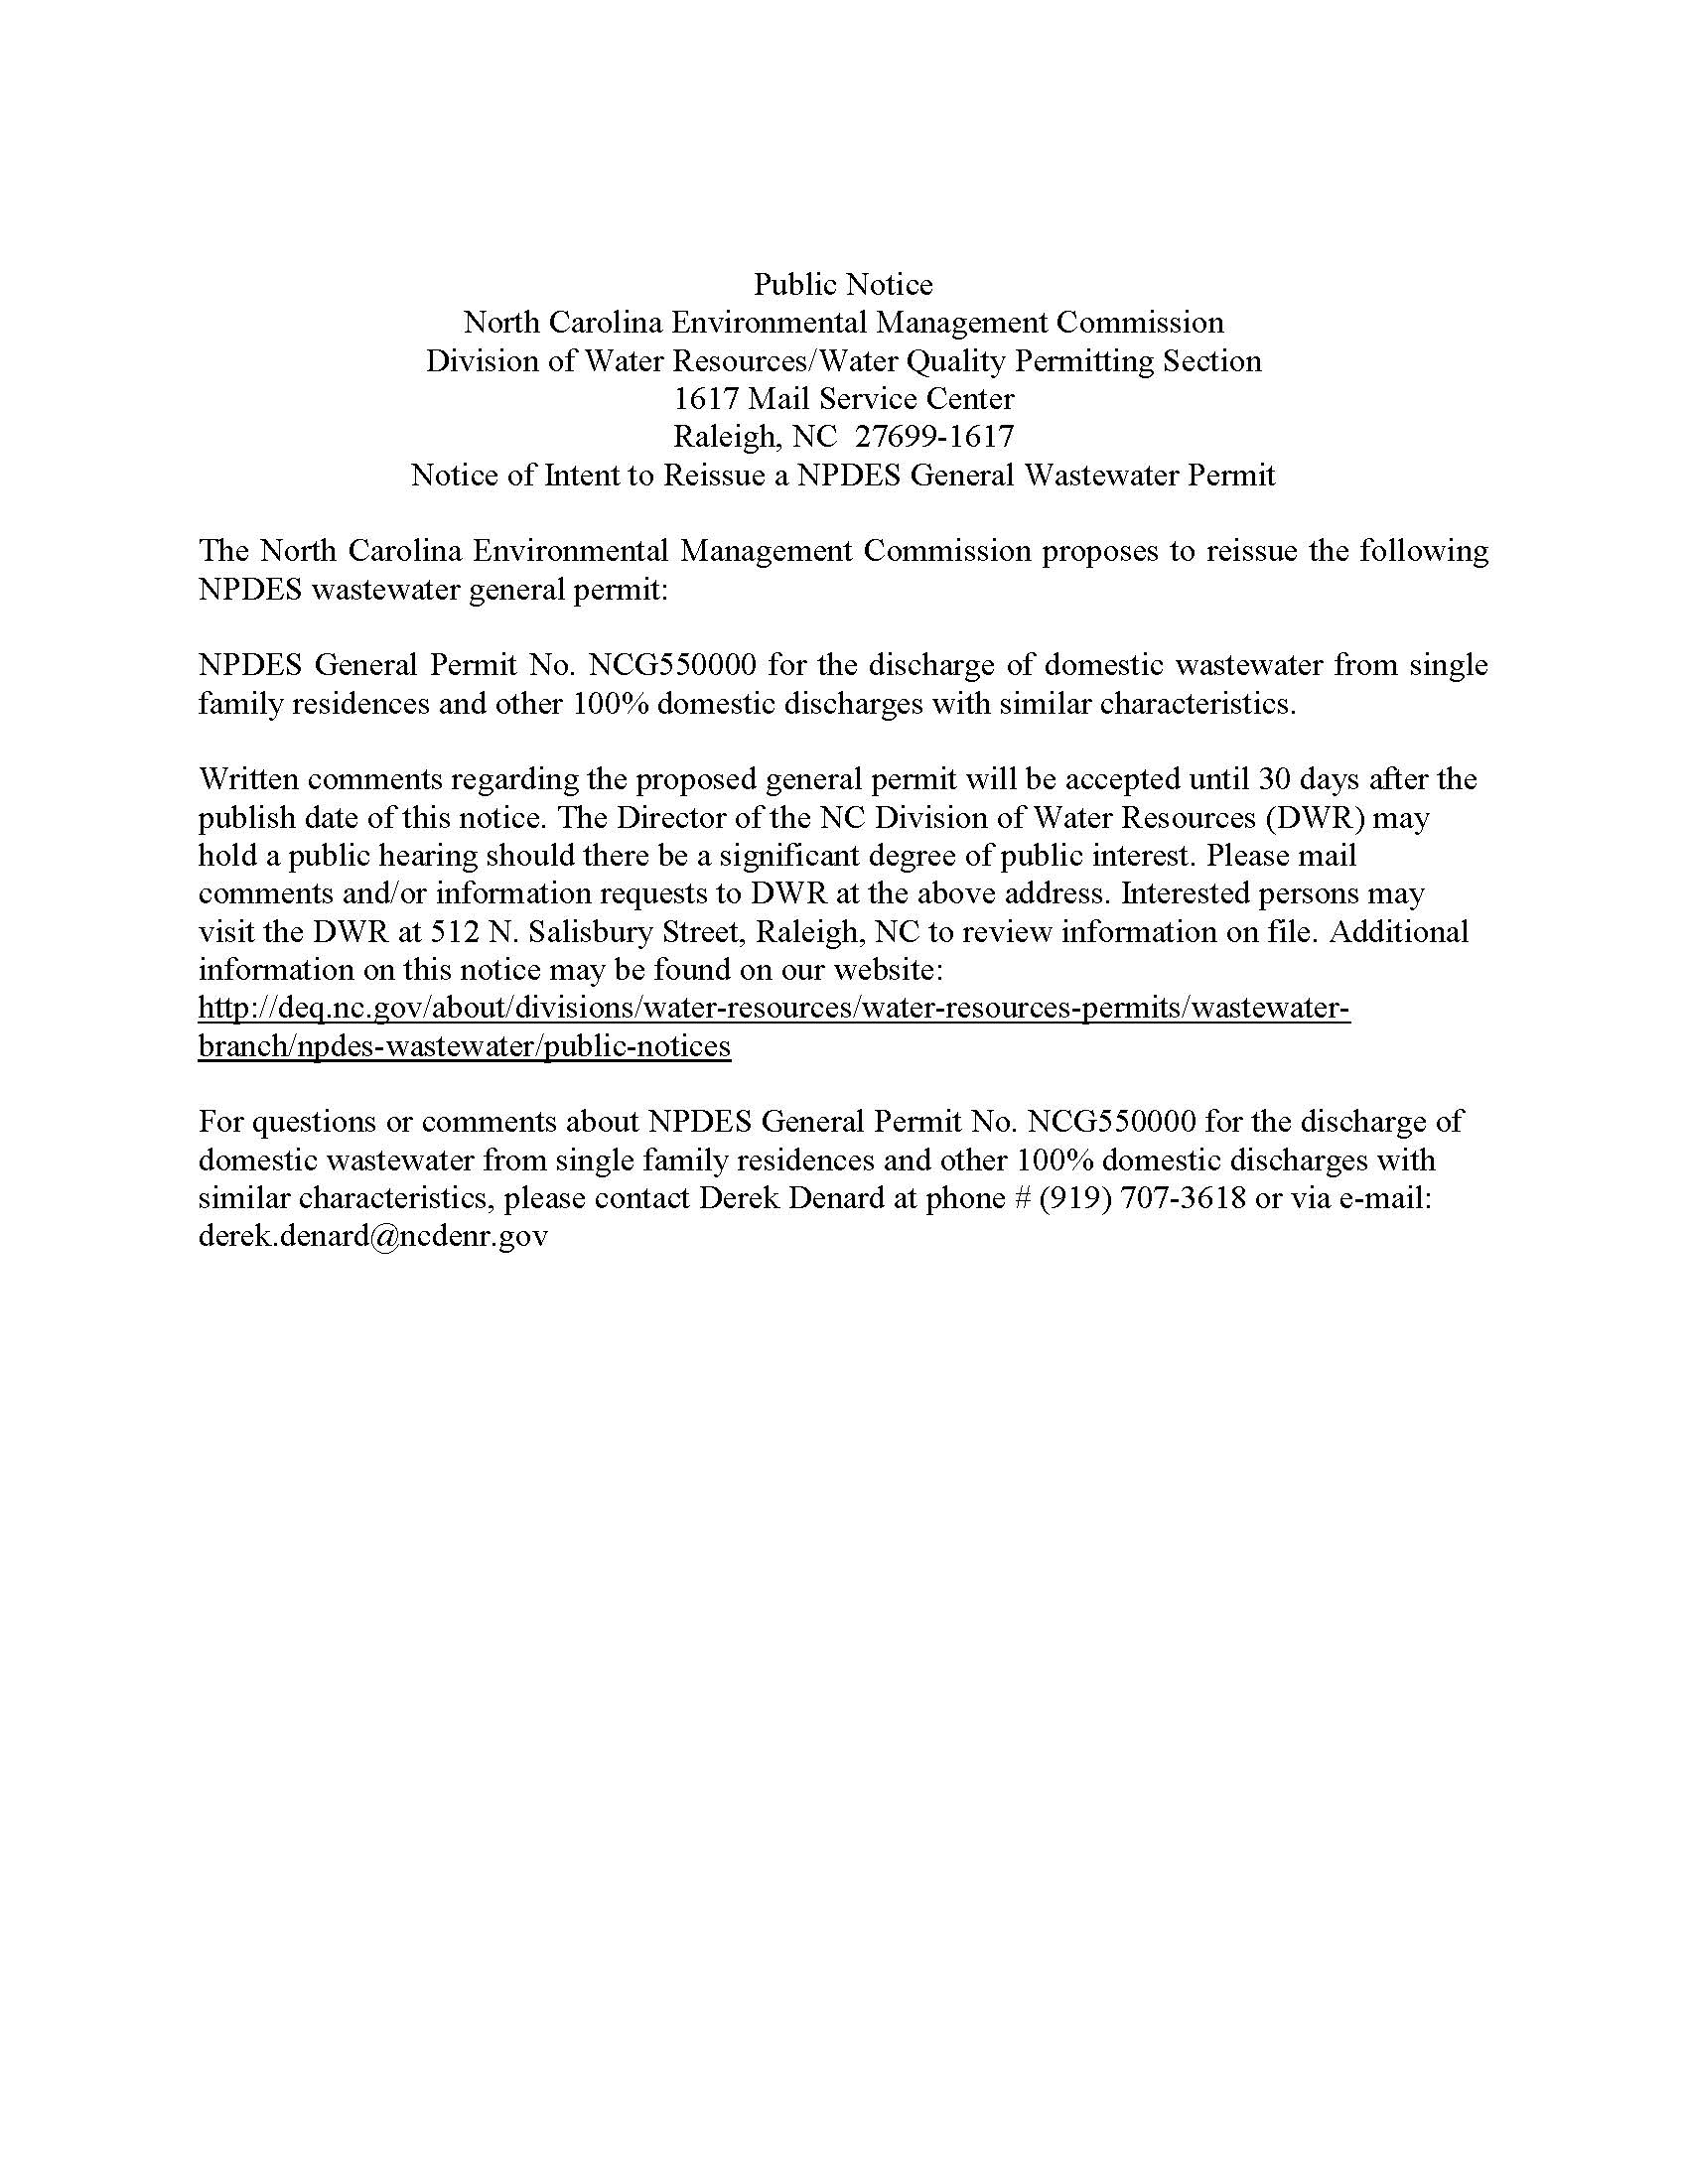 Public Notice
North Carolina Environmental Management Commission
Division of Water Resources/Water Quality Permitting Section
1617 Mail Service Center
Raleigh, NC  27699-1617
Notice of Intent to Reissue a NPDES General Wastewater Permit
The North Carolina Environmental Management Commission proposes to reissue the following
NPDES wastewater general permit:
NPDES General Permit No. NCG550000 for the discharge of domestic wastewater from single
family residences and other 100% domestic discharges with similar characteristics.
Written comments regarding the proposed general permit will be accepted until 30 days after the
publish date of this notice. The Director of the NC Division of Water Resources (DWR) may
hold a public hearing should there be a significant degree of public interest. Please mail
comments and/or information requests to DWR at the above address. Interested persons may
visit the DWR at 512 N. Salisbury Street, Raleigh, NC to review information on file. Additional
information on this notice may be found on our website:
http://deq.nc.gov/about/divisions/water-resources/water-resources-permits/wastewater-
branch/npdes-wastewater/public-notices
For questions or comments about NPDES General Permit No. NCG550000 for the discharge of
domestic wastewater from single family residences and other 100% domestic discharges with
similar characteristics, please contact Derek Denard at phone # (919) 707-3618 or via e-mail:
derek.denard@ncdenr.gov